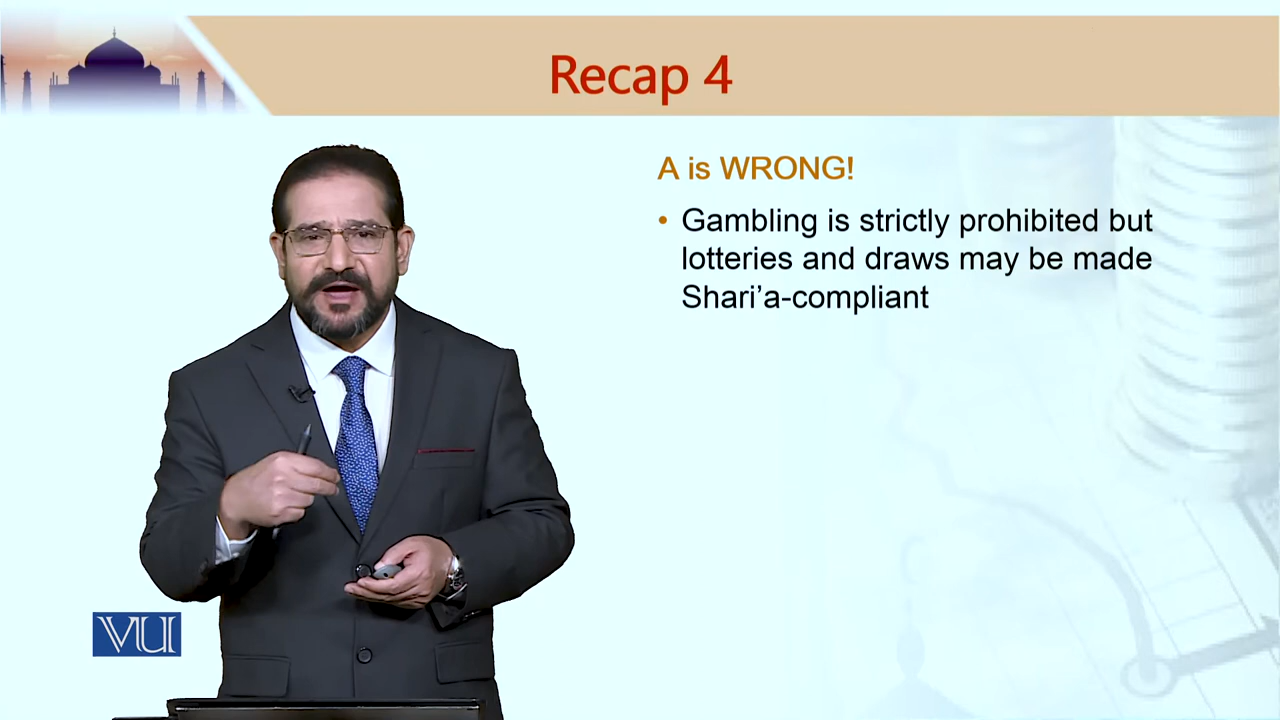 Recap 4
A is WRONG!
• Gambling is strictly prohibited but
lotteries and draws may be made
Shari’a-compliant
VU